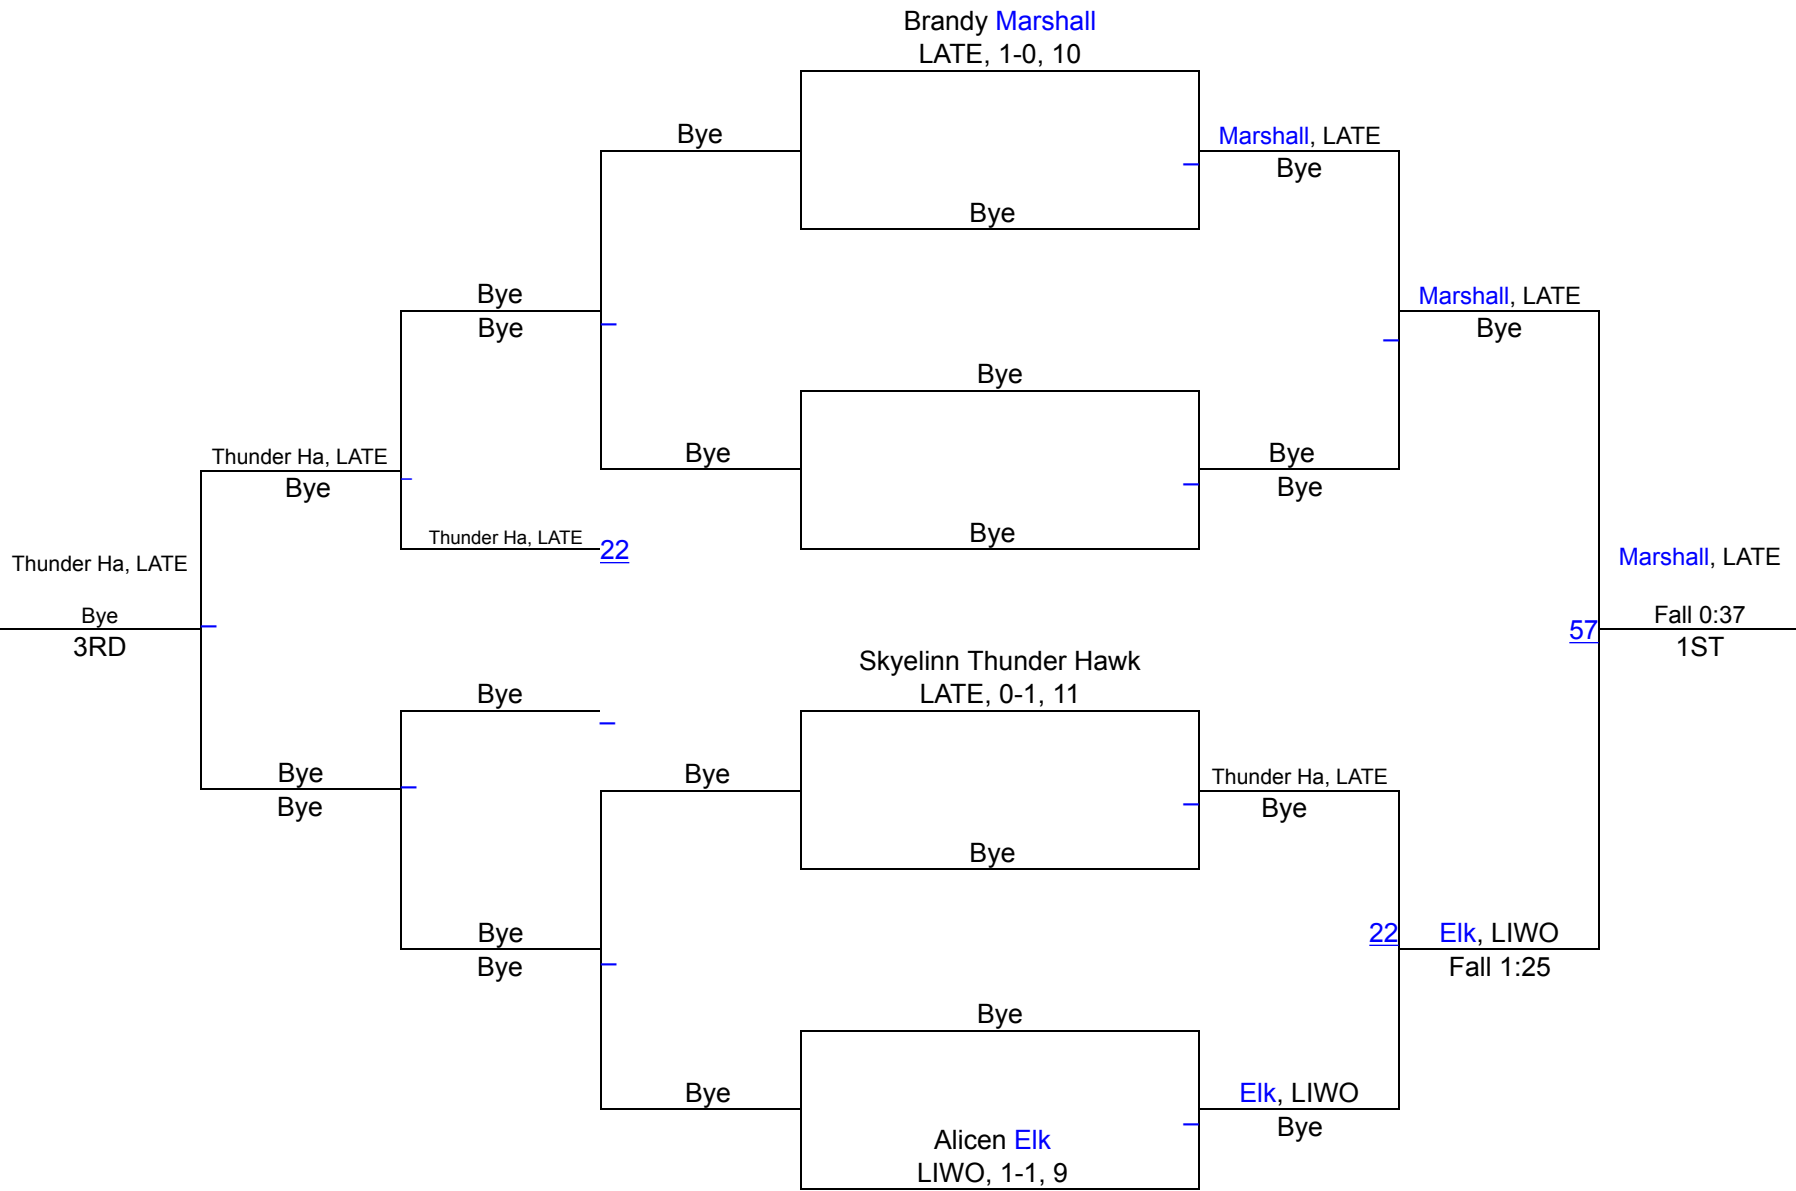 Brandy Marshall
LATE, 1-0, 10
Bye
Marshall, LATE
Bye
Bye
Bye
Bye
Marshall, LATE
Bye
Bye
Bye
Bye
Bye
Thunder Ha, LATE
Bye
Bye
Thunder Ha, LATE
22
Thunder Ha, LATE
Bye
3RD
Marshall, LATE
57
Fall 0:37
1ST
Skyelinn Thunder Hawk
LATE, 0-1, 11
Bye
Bye
Bye
Bye
Thunder Ha, LATE
Bye
Bye
Bye
Bye
22
Elk, LIWO
Fall 1:25
Bye
Bye
Elk, LIWO
Bye
Alicen Elk
LIWO, 1-1, 9